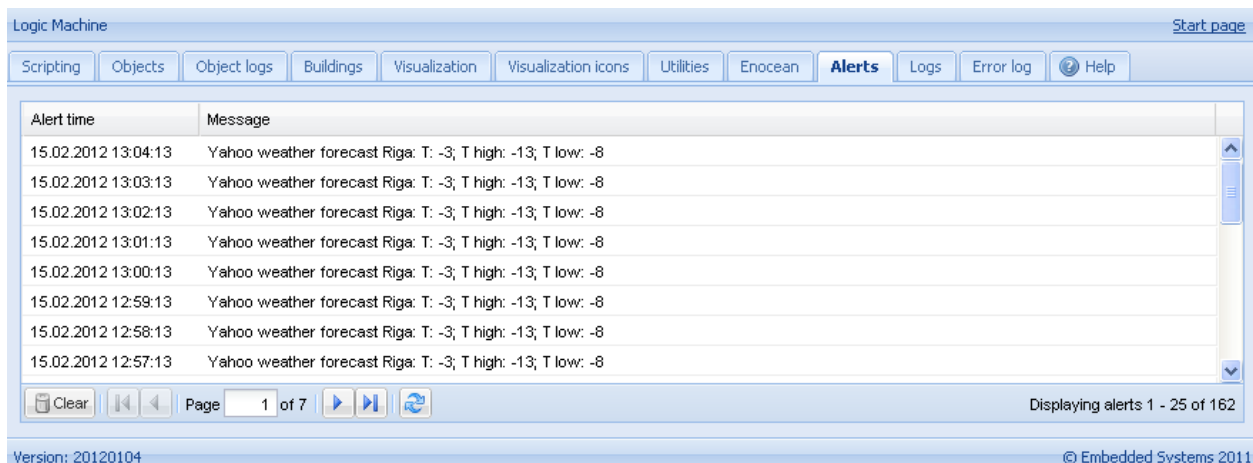 Logic Machine Start page
Scripting Objects Object logs Buildings Visualization Visualization icons Utilities Enocean Alerts Logs Error log Help
Alert time Message
15.02.2012 13:04:13 Yahoo weather forecast Riga: T: -3; T high: -13; T low: -8
15.02.2012 13:03:13 Yahoo weather forecast Riga: T: -3; T high: -13; T low: -8
15.02.2012 13:02:13 Yahoo weather forecast Riga: T: -3; T high: -13; T low: -8
15.02.2012 13:01:13 Yahoo weather forecast Riga: T: -3; T high: -13; T low: -8
15.02.2012 13:00:13 Yahoo weather forecast Riga: T: -3; T high: -13; T low: -8
15.02.2012 12:59:13 Yahoo weather forecast Riga: T: -3; T high: -13; T low: -8
15.02.2012 12:58:13 Yahoo weather forecast Riga: T: -3; T high: -13; T low: -8
15.02.2012 12:57:13 Yahoo weather forecast Riga: T: -3; T high: -13; T low: -8
Clear Page 1 of 7 Displaying alerts 1 - 25 of 162
Version: 20120104 © Embedded Systems 2011